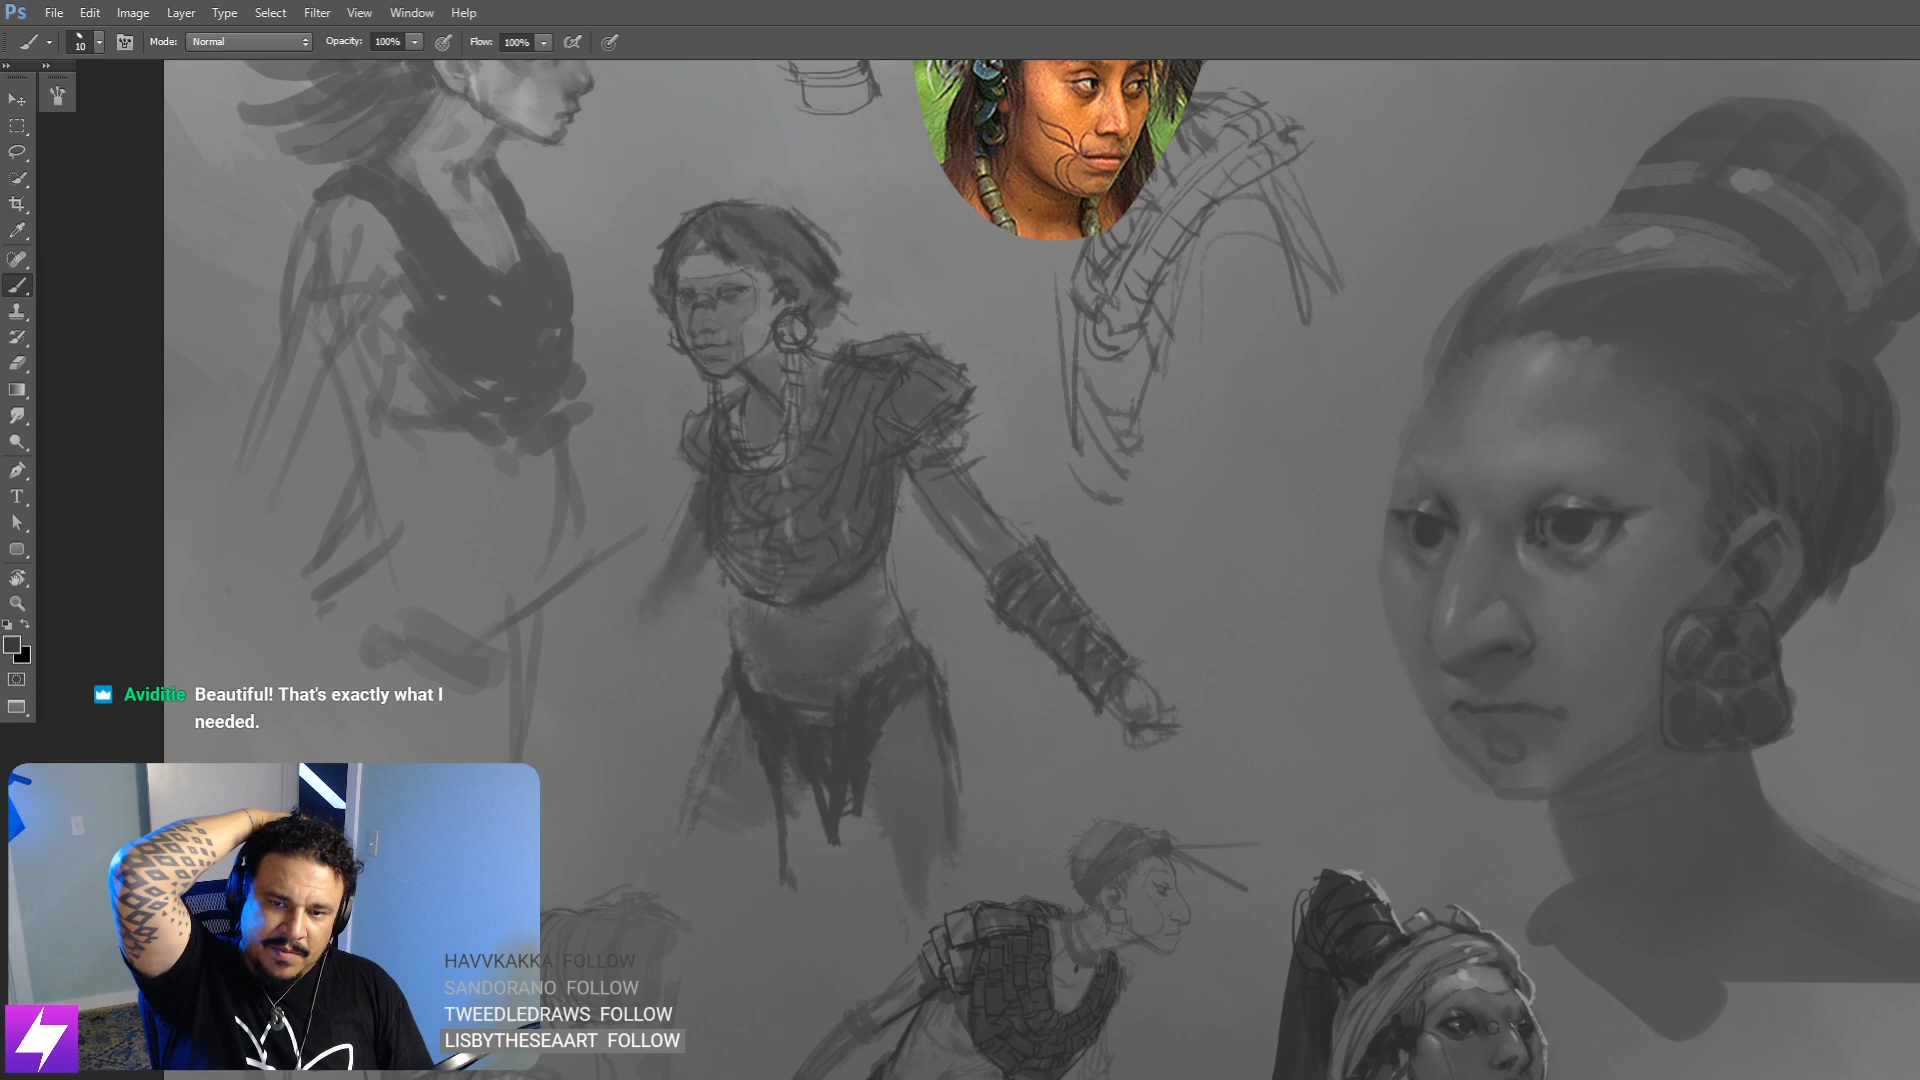 Ps File Edit Image Layer Type Select Filter View Window Help
10 Mode: Normal Opacity: 100% Flow: 100%
T
Aviditie Beautiful! That's exactly what I
needed.
HAVVKAKKA FOLLOW
SANDORANO FOLLOW
TWEEDLEDRAWS FOLLOW
LISBYTHESEAART FOLLOW